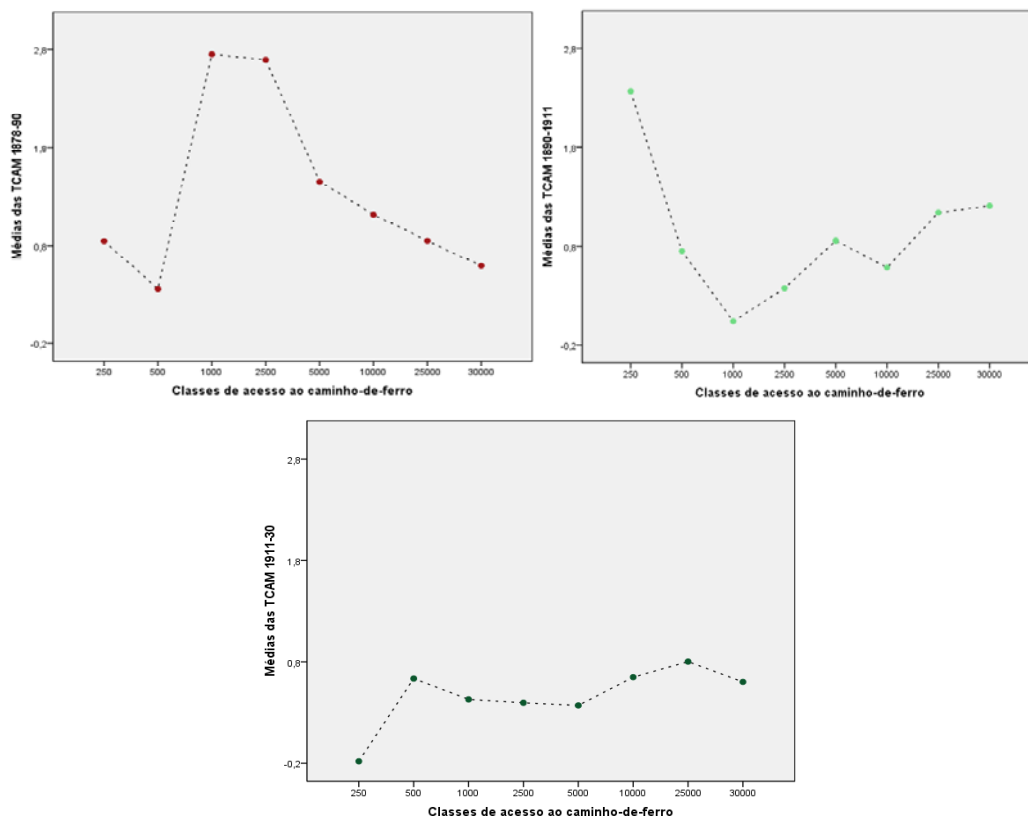 Médias das TCAM 1878-90
2,8
1,8
0,8
-0,2
250 500 1000 2500 5000 10000 25000 30000
Classes de acesso ao caminho-de-ferro
Médias das TCAM 1890-1911
2,8
1,8
0,8
-0,2
250 500 1000 2500 5000 10000 25000 30000
Classes de acesso ao caminho-de-ferro
Médias das TCAM 1911-30
2,8
1,8
0,8
-0,2
250 500 1000 2500 5000 10000 25000 30000
Classes de acesso ao caminho-de-ferro